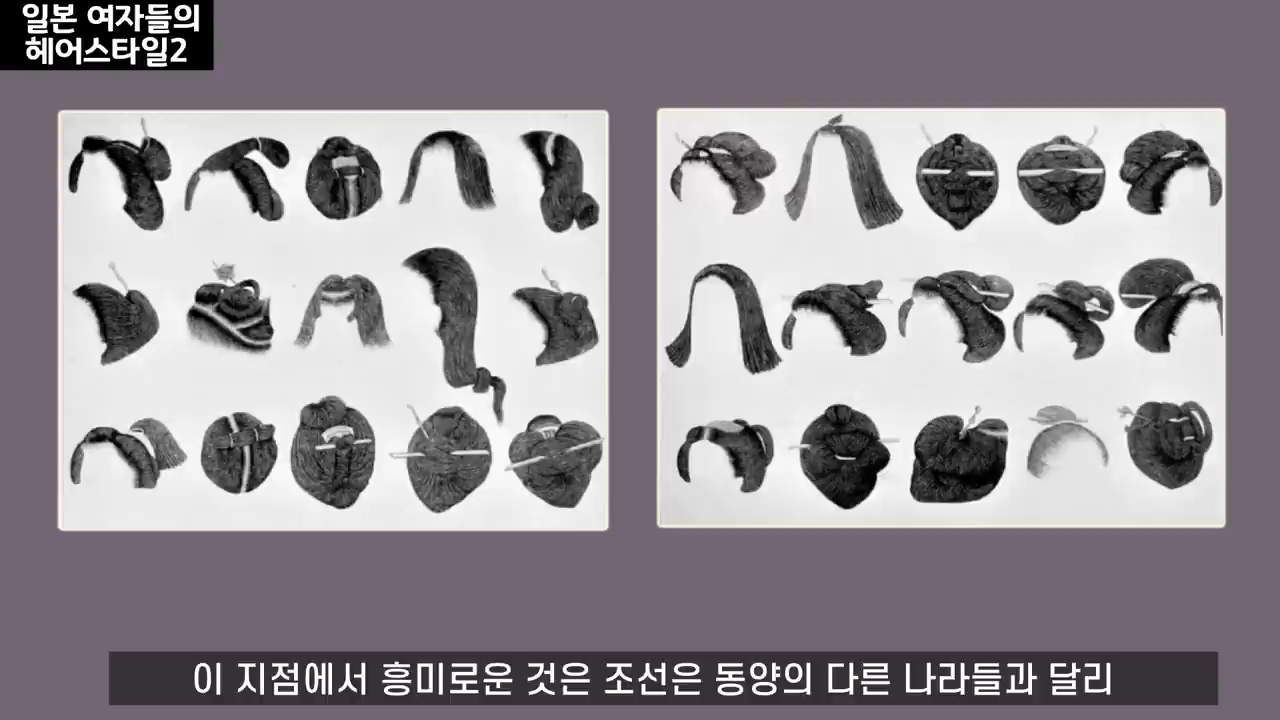 일본 여자들의
헤어스타일2
이 지점에서 흥미로운 것은 조선은 동양의 다른 나라들과 달리